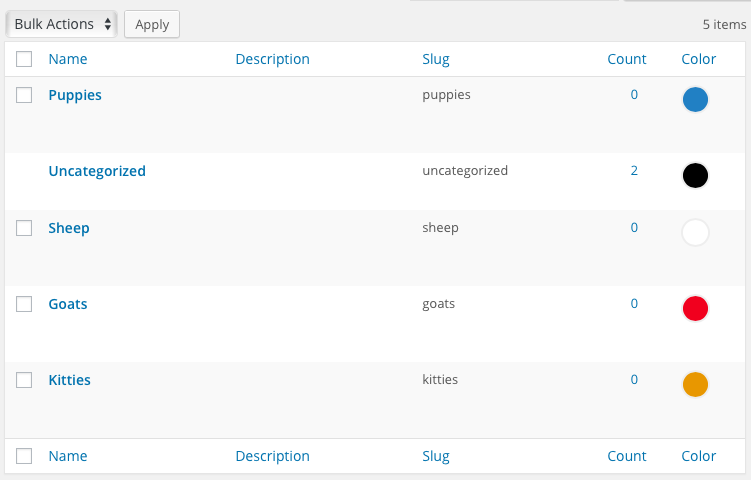 Bulk Actions Apply 5 items
Name Description Slug Count Color
Puppies puppies 0
Uncategorized uncategorized 2
Sheep sheep 0
Goats goats 0
Kitties kitties 0
Name Description Slug Count Color